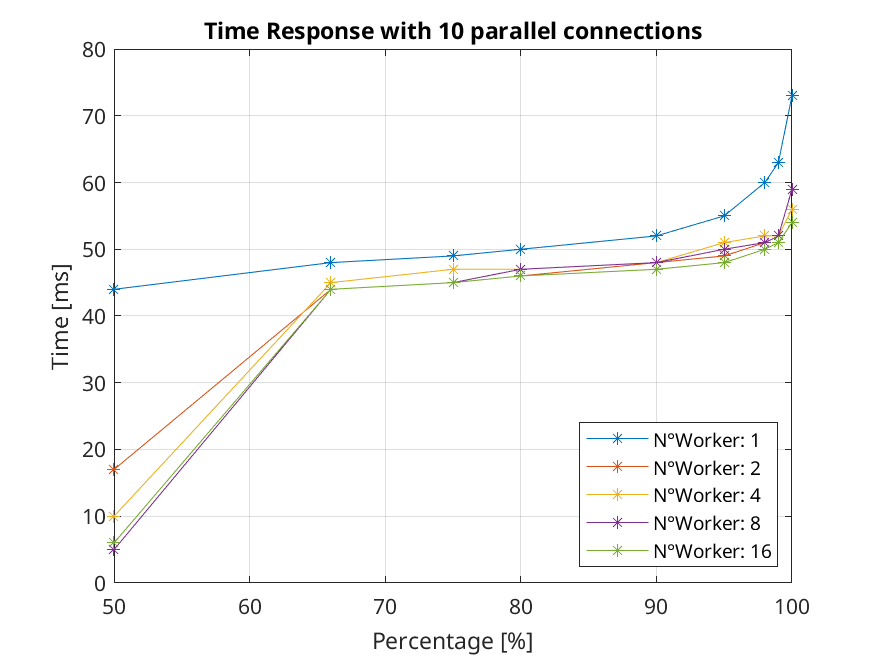 Time Response with 10 parallel connections
80
70
60
50
40
30
20
10
0
Time [ms]
50 60 70 80 90 100
Percentage [%]
N°Worker: 1
N°Worker: 2
N°Worker: 4
N°Worker: 8
N°Worker: 16